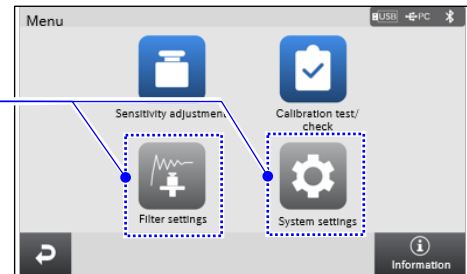 Menu
USB PC
Sensitivity adjustment
Calibration test/
check
Filter settings
System settings
Information